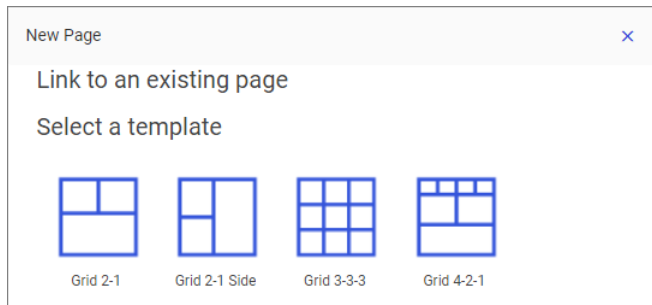 New Page
Link to an existing page
Select a template
Grid 2-1 Grid 2-1 Side Grid 3-3-3 Grid 4-2-1